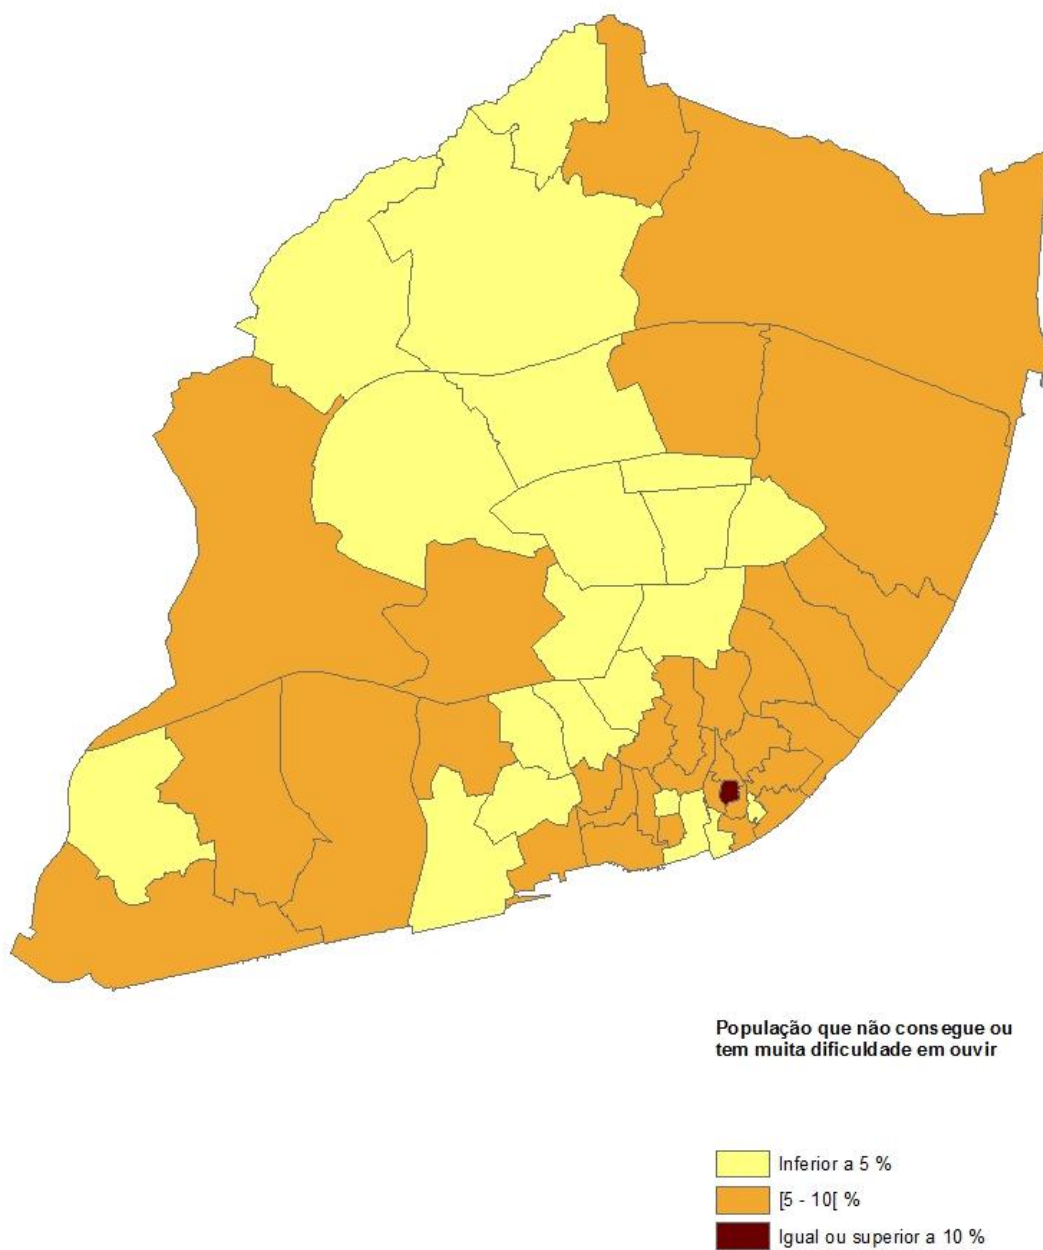 População que não consegue ou
tem muita dificuldade em ouvir
Inferior a 5 %
[5 - 10[ %
Igual ou superior a 10 %